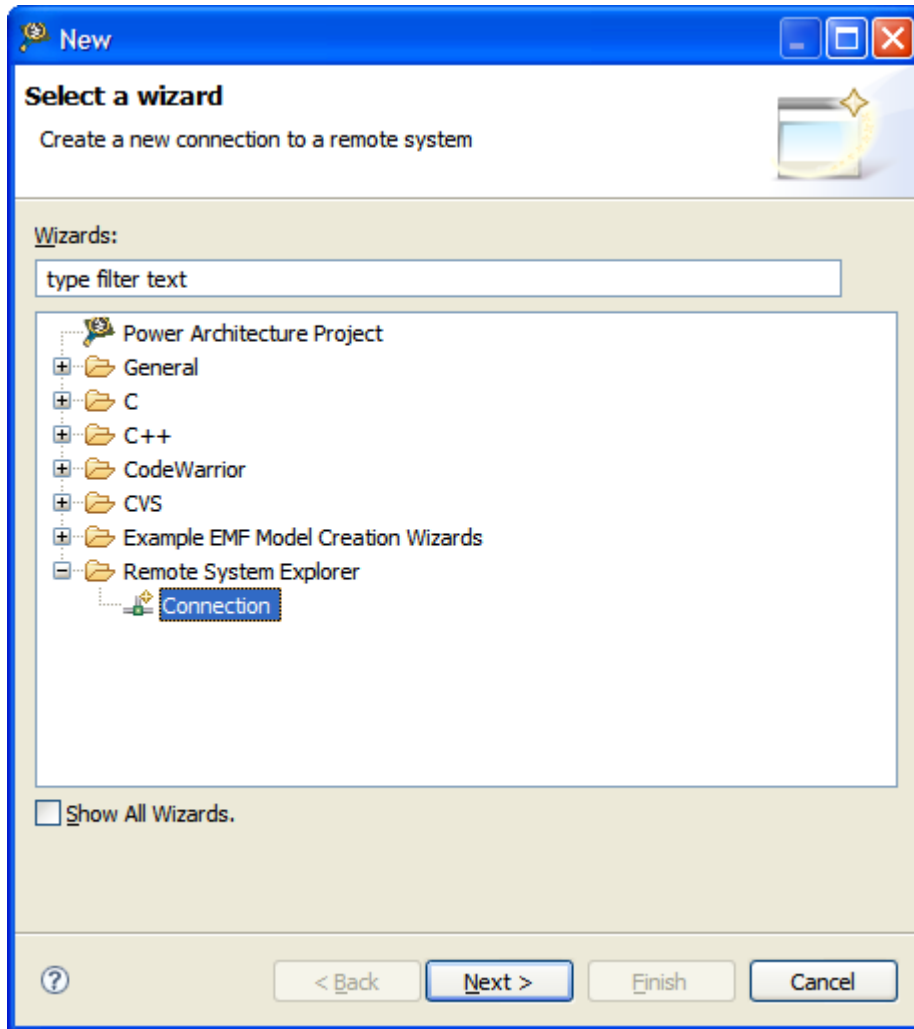 New
Select a wizard
Create a new connection to a remote system
Wizards:
type filter text
Power Architecture Project
General
C
C++
CodeWarrior
CVS
Example EMF Model Creation Wizards
Remote System Explorer
Connection
Show All Wizards.
? < Back Next > Finish Cancel